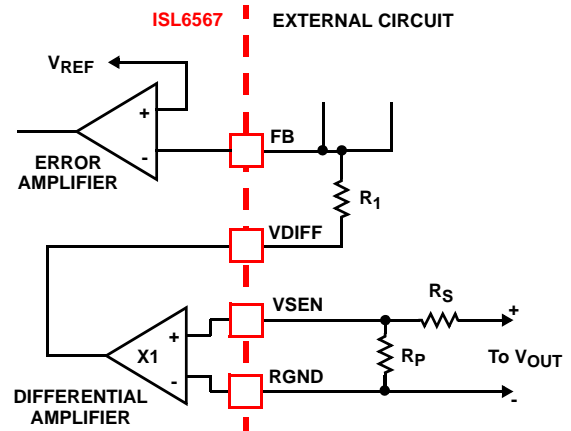 ISL6567 EXTERNAL CIRCUIT
VREF
+
-
FB
ERROR
AMPLIFIER
R1
VDIFF
VSEN
RS
+
+
X1
RP
To VOUT
-
RGND
-
DIFFERENTIAL
AMPLIFIER